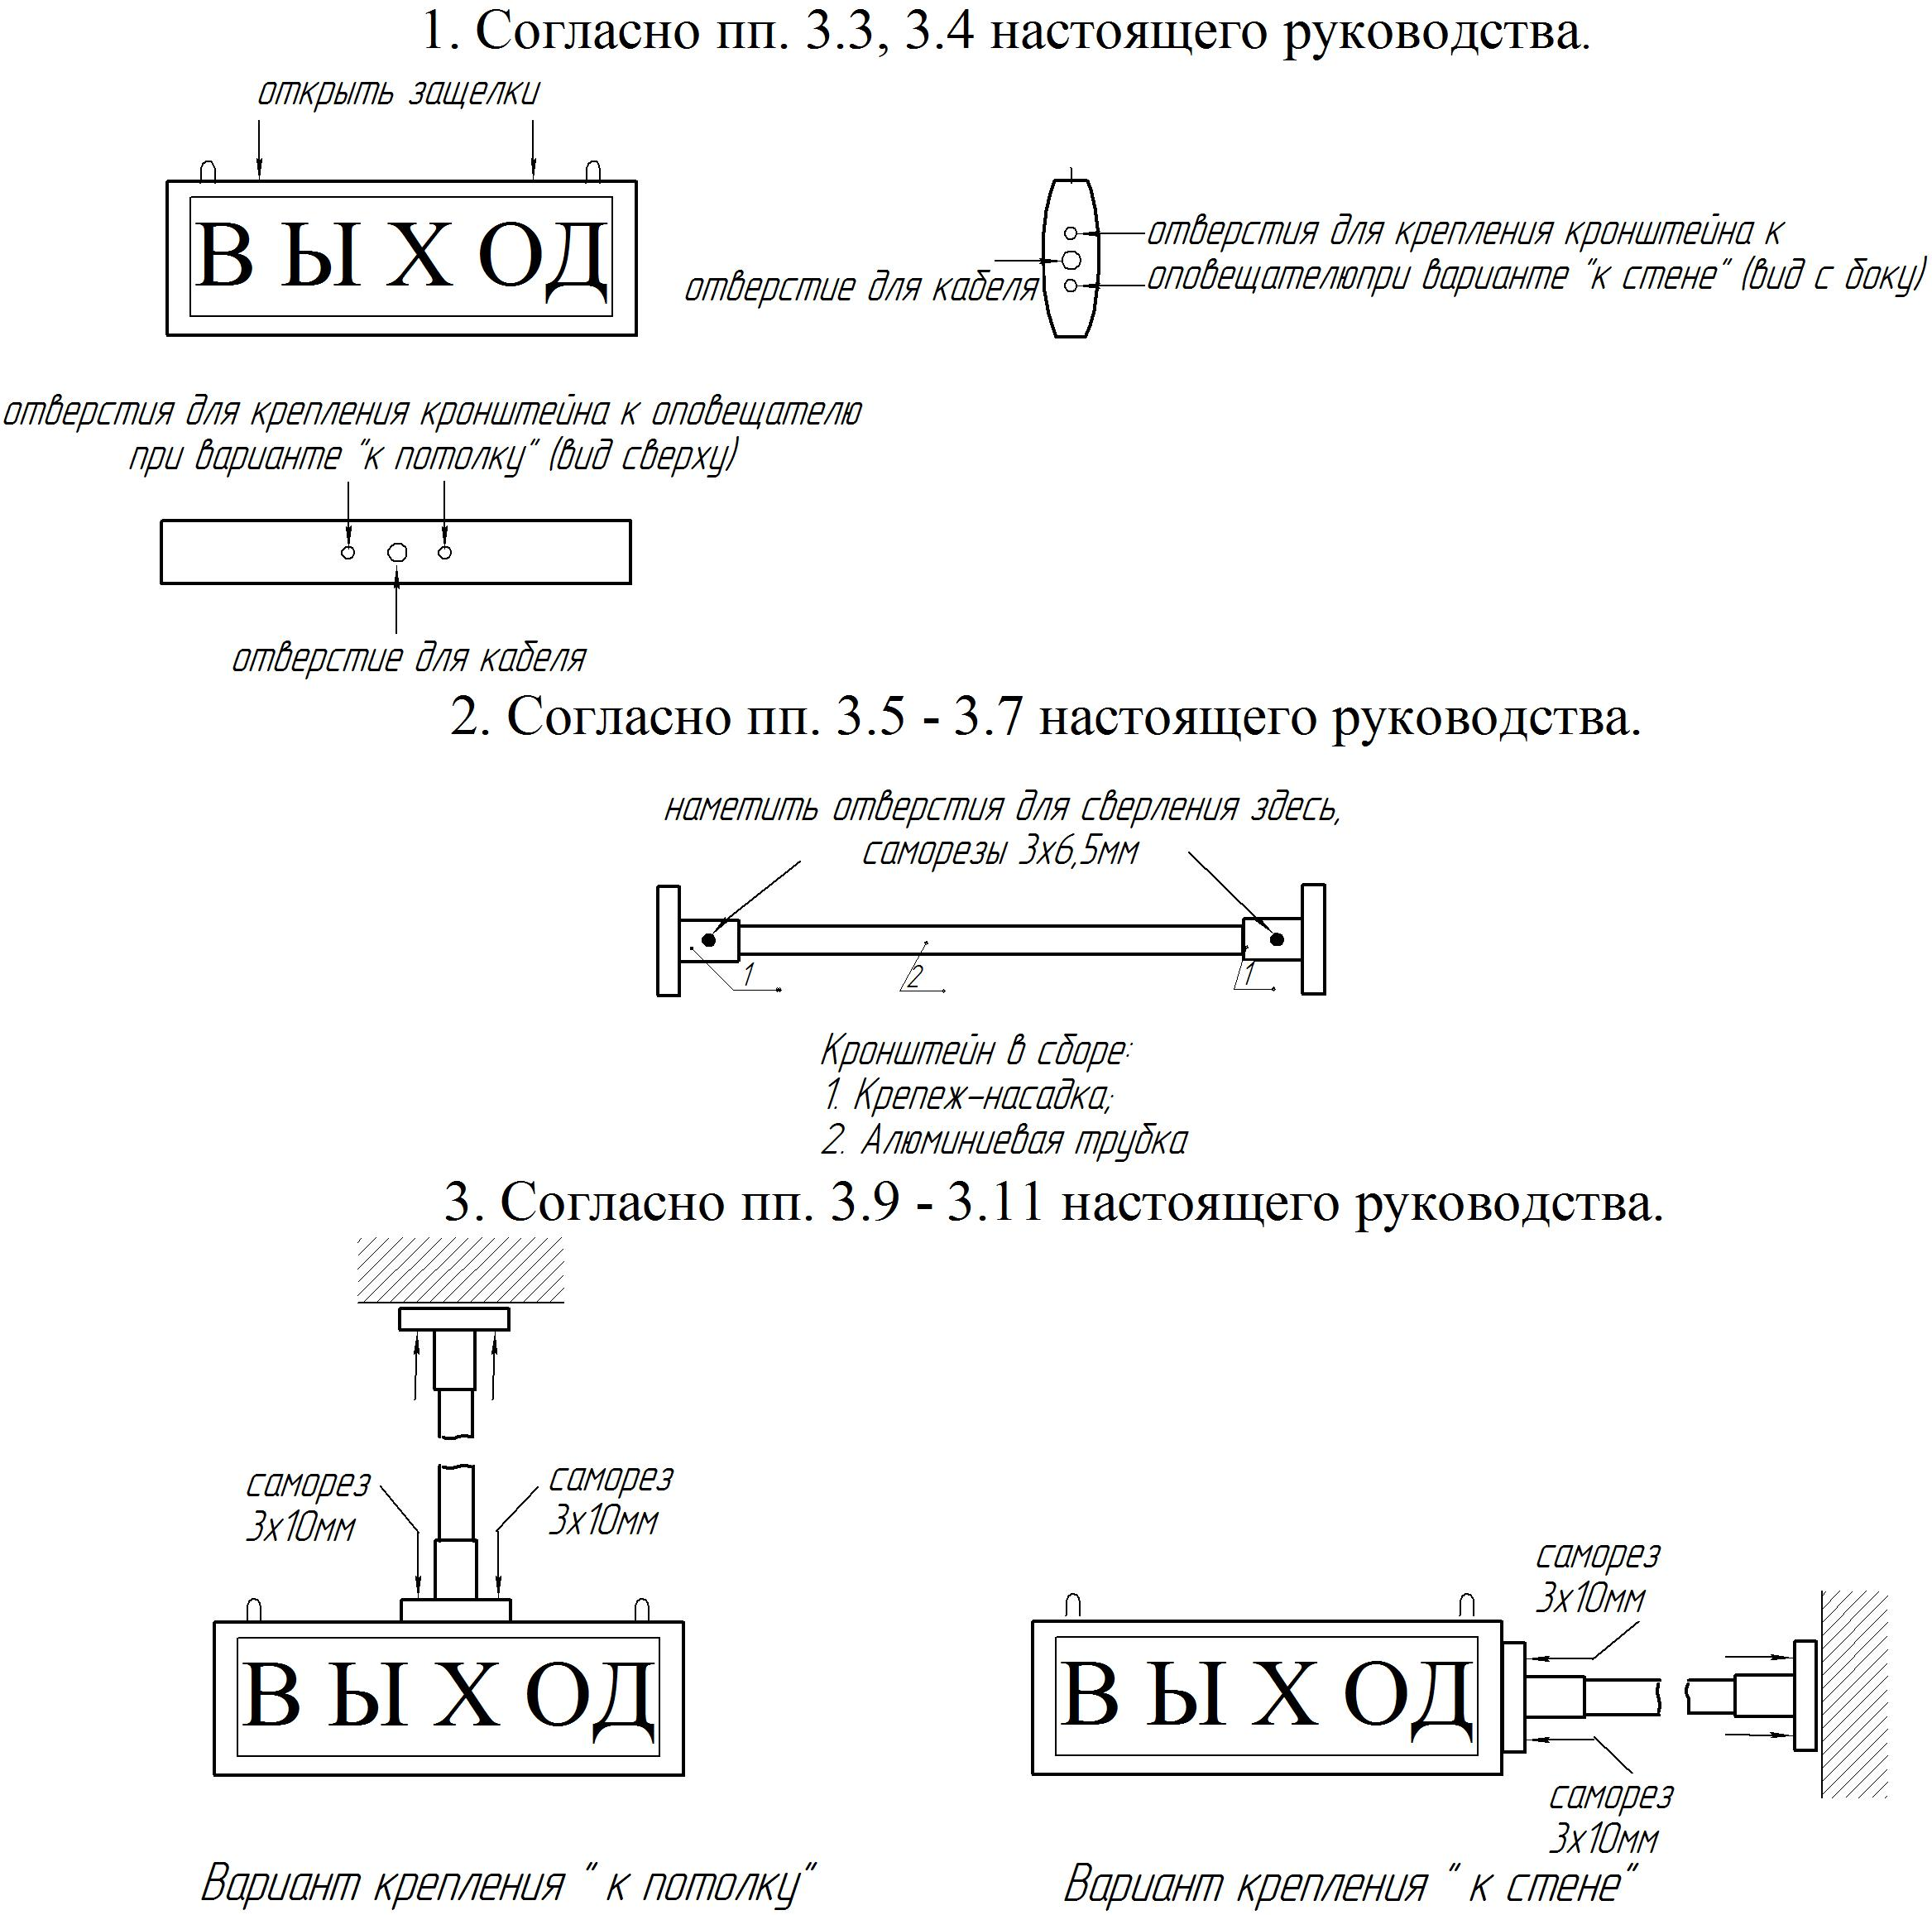 1. Согласно пп. 3.3, 3.4 настоящего руководства.
открыть защелки
В Ы Х ОД
отверстия для крепления кронштейна к
оповещателюпри варианте "к стене" (вид с боку)
отверстие для кабеля
отверстия для крепления кронштейна к оповещателю
при варианте "к потолку" (вид сверху)
отверстие для кабеля
2. Согласно пп. 3.5 - 3.7 настоящего руководства.
наметить отверстия для сверления здесь,
саморезы 3х6,5мм
1
2
1
Кронштейн в сборе:
1. Крепеж-насадка;
2. Алюминиевая трубка
3. Согласно пп. 3.9 - 3.11 настоящего руководства.
саморез
3х10мм
саморез
3х10мм
В Ы Х ОД
саморез
3х10мм
В Ы Х ОД
саморез
3х10мм
Вариант крепления " к потолку"
Вариант крепления " к стене"